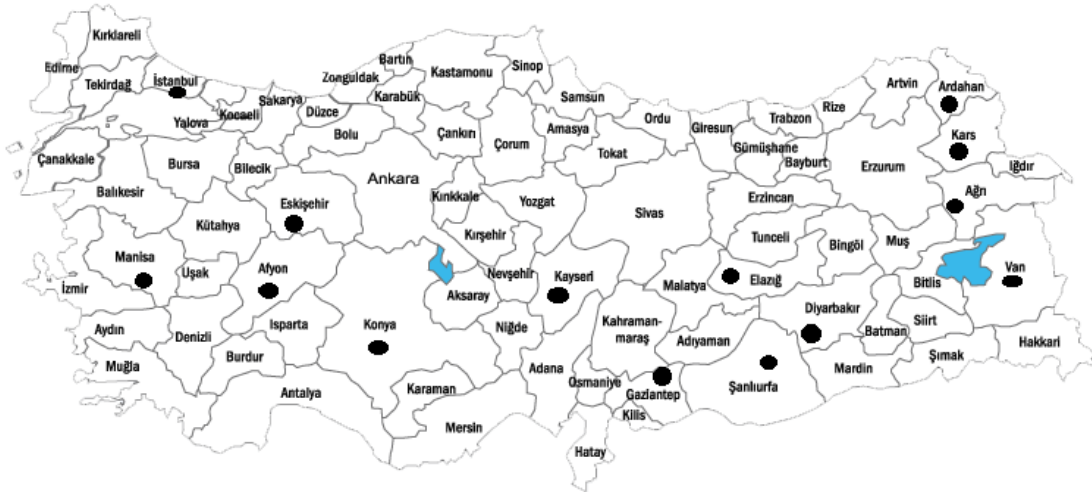 Kırklareli
Edirne
Tekirdağ
İstanbul
Yalova
Kocaeli
Sakarya
Düzce
Zonguldak
Bartın
Karabük
Kastamonu
Sinop
Samsun
Bolu
Çankırı
Çorum
Amasya
Ordu
Giresun
Trabzon
Rize
Artvin
Ardahan
Kars
Iğdır
Ağrı
Erzurum
Bayburt
Gümüşhane
Tokat
Çanakkale
Balıkesir
Bursa
Bilecik
Eskişehir
Ankara
Kırıkkale
Yozgat
Sivas
Erzincan
Tunceli
Bingöl
Muş
Kütahya
Kırşehir
Manisa
Uşak
Afyon
Nevşehir
Kayseri
Malatya
Elazığ
Bitlis
Van
İzmir
Aksaray
Diyarbakır
Aydın
Denizli
Isparta
Konya
Niğde
Kahraman-
maraş
Adıyaman
Batman
Siirt
Hakkari
Şırnak
Muğla
Burdur
Antalya
Karaman
Mersin
Adana
Osmaniye
Gaziantep
Kilis
Şanlıurfa
Mardin
Hatay